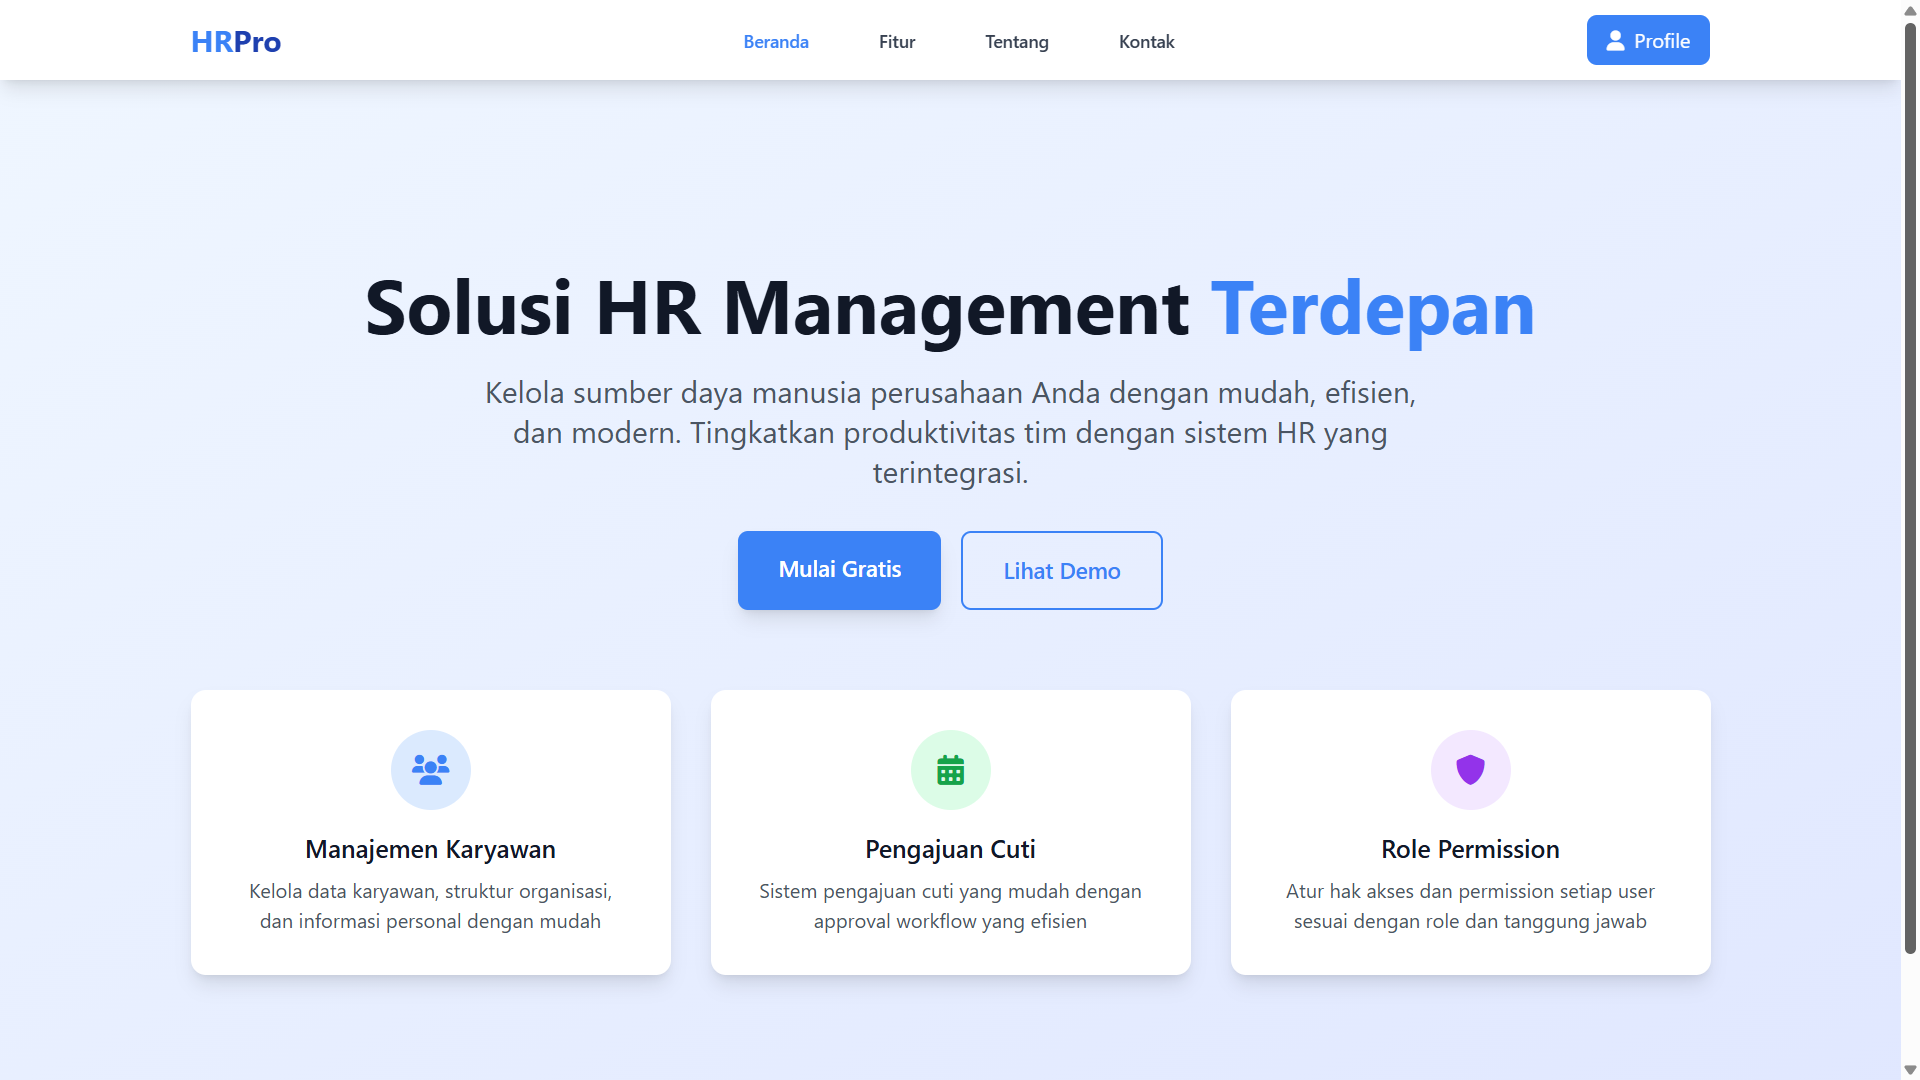 HRPro
Beranda
Fitur
Tentang
Kontak
Profile
Solusi HR Management Terdepan
Kelola sumber daya manusia perusahaan Anda dengan mudah, efisien,
dan modern. Tingkatkan produktivitas tim dengan sistem HR yang
terintegrasi.
Mulai Gratis
Lihat Demo
Manajemen Karyawan
Kelola data karyawan, struktur organisasi,
dan informasi personal dengan mudah
Pengajuan Cuti
Sistem pengajuan cuti yang mudah dengan
approval workflow yang efisien
Role Permission
Atur hak akses dan permission setiap user
sesuai dengan role dan tanggung jawab